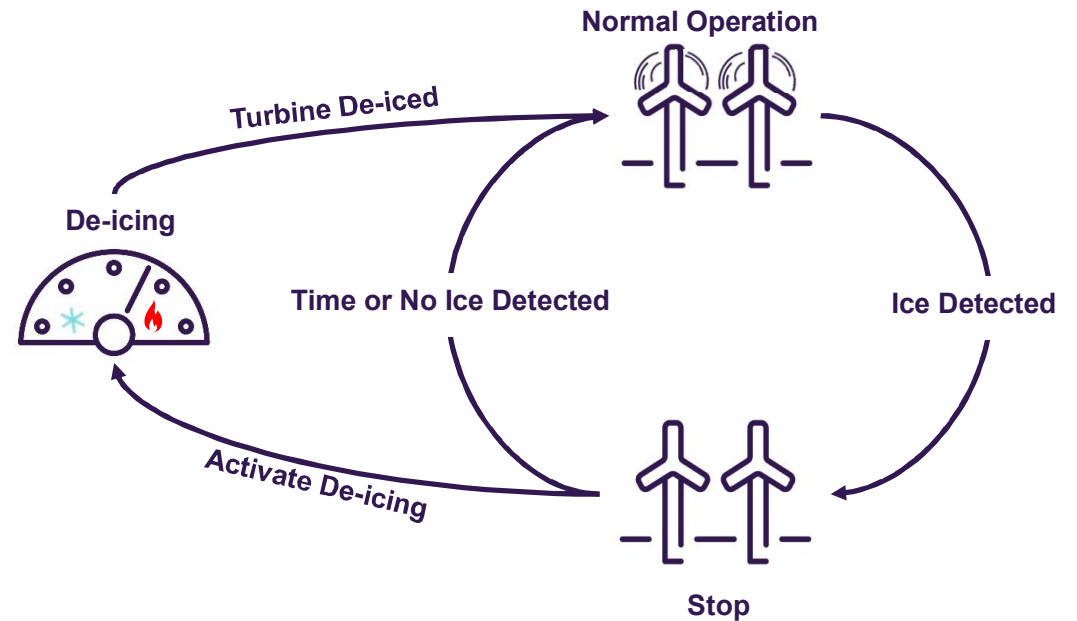 Normal Operation
Turbine De-iced
De-icing
Time or No Ice Detected
Ice Detected
Activate De-icing
Stop